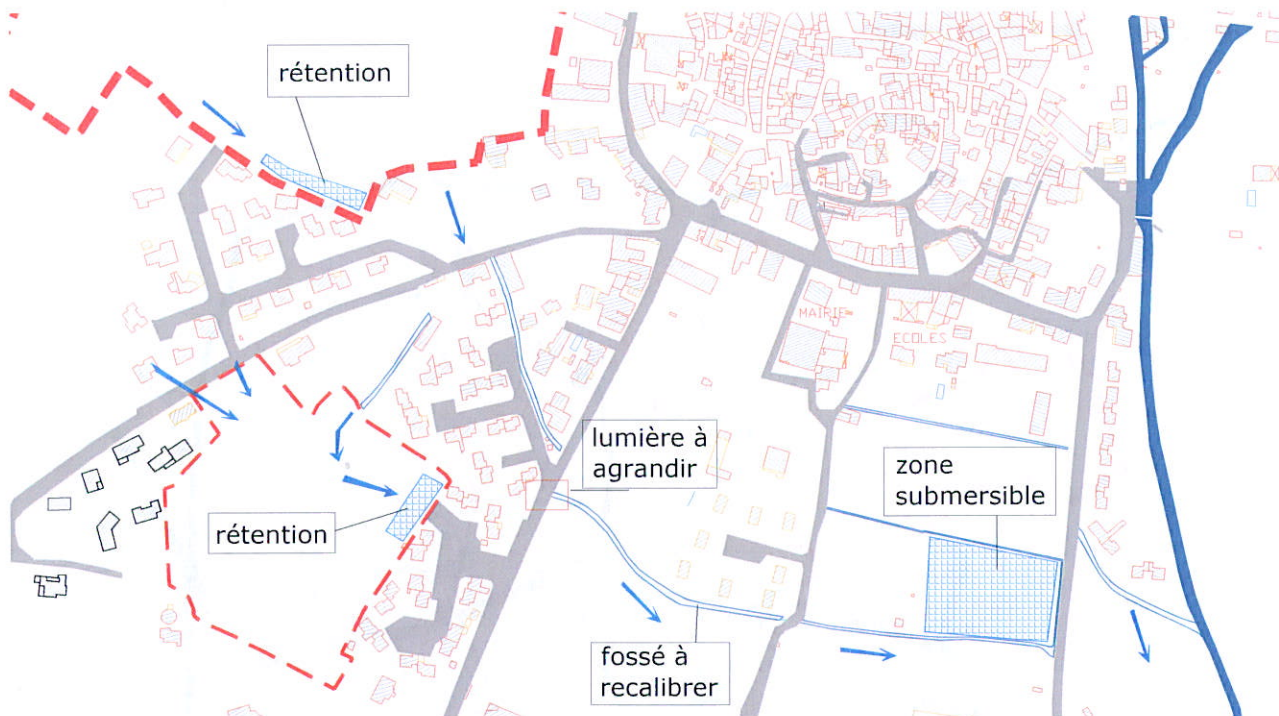 rétention
MAIRIE
ECOLES
lumière à
agrandir
zone
submersible
rétention
fossé à
recalibrer